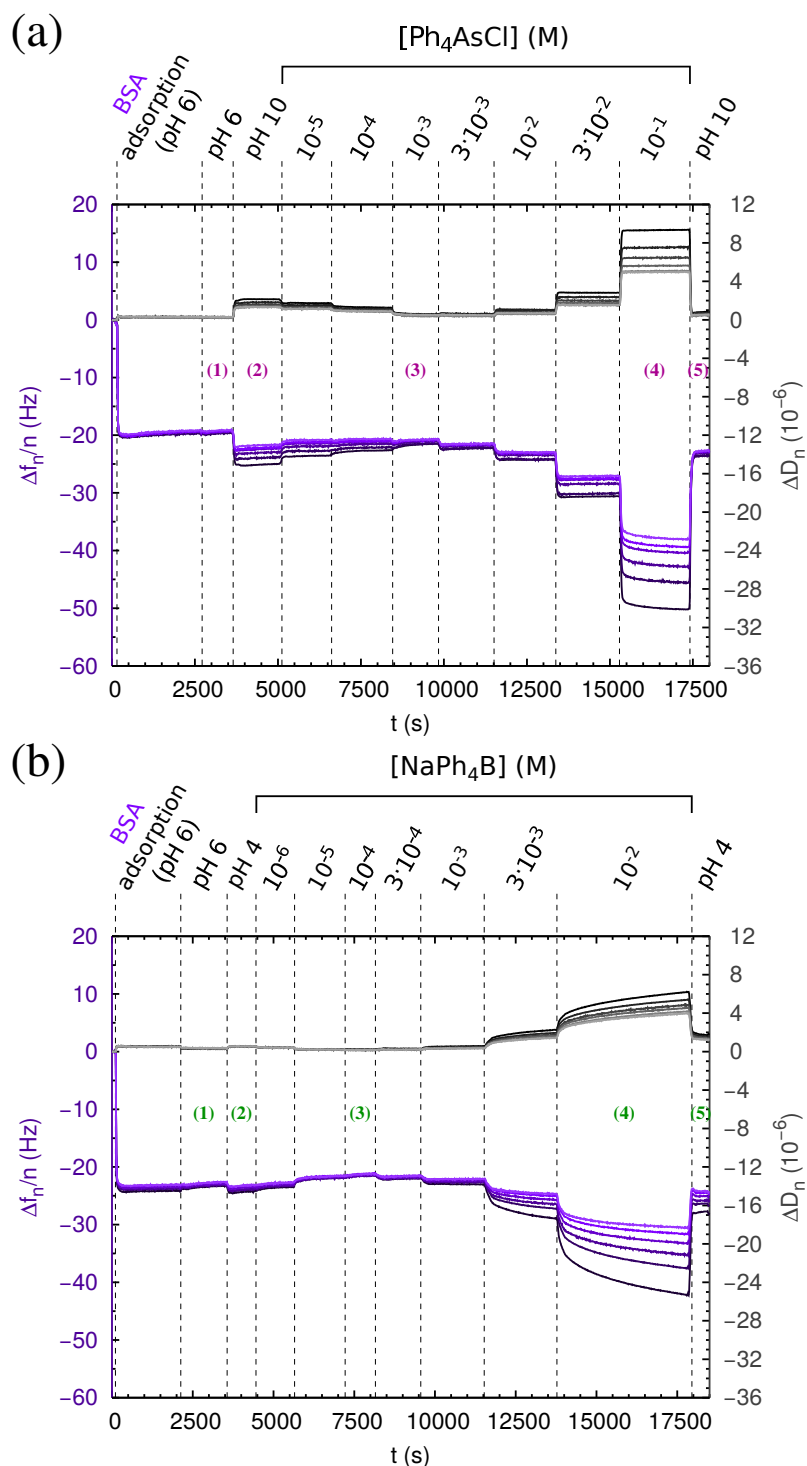 (a)
[Ph₄AsCl] (M)
BSA
adsorption
(pH 6)
pH 6
pH 10
10⁻⁵
10⁻⁴
10⁻³
3·10⁻³
10⁻²
3·10⁻²
10⁻¹
pH 10
20
10
0
−10
−20
−30
−40
−50
−60
Δfₙ/n (Hz)
12
8
4
0
−4
−8
−12
−16
−20
−24
−28
−32
−36
ΔDₙ (10⁻⁶)
(1)
(2)
(3)
(4)
(5)
0 2500 5000 7500 10000 12500 15000 17500
t (s)
(b)
[NaPh₄B] (M)
BSA
adsorption
(pH 6)
pH 6
pH 4
10⁻⁶
10⁻⁵
10⁻⁴
3·10⁻⁴
10⁻³
3·10⁻³
10⁻²
pH 4
20
10
0
−10
−20
−30
−40
−50
−60
Δfₙ/n (Hz)
12
8
4
0
−4
−8
−12
−16
−20
−24
−28
−32
−36
ΔDₙ (10⁻⁶)
(1)
(2)
(3)
(4)
(5)
0 2500 5000 7500 10000 12500 15000 17500
t (s)